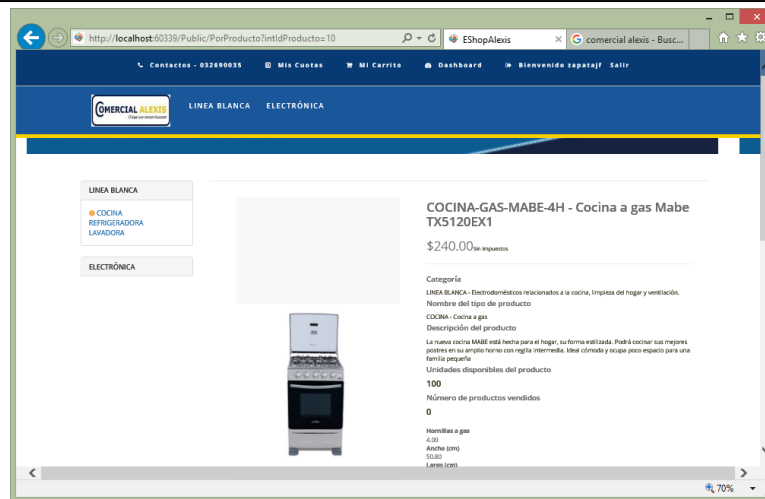 http://localhost:60339/Public/PorProducto?intIdProducto=10
EShopAlexis
comercial alexis - Busc...
Contactos - 032690035
Mis Cuotas
Mi Carrito
Dashboard
Bienvenido zapatajf
Salir
COMERCIAL ALEXIS
LINEA BLANCA
ELECTRÓNICA
LINEA BLANCA
COCINA
REFRIGERADORA
LAVADORA
ELECTRÓNICA
COCINA-GAS-MABE-4H - Cocina a gas Mabe
TX5120EX1
$240.00 Sin impuestos
Categoría
LINEA BLANCA - Electrodomésticos relacionados a la cocina, limpieza del hogar y ventilación.
Nombre del tipo de producto
COCINA - Cocina a gas
Descripción del producto
La nueva cocina MABE está hecha para el hogar, su forma estilizada. Podrá cocinar sus mejores
postres en su amplio horno con regilla intermedia. Ideal cómoda y ocupa poco espacio para una
familia pequeña
Unidades disponibles del producto
100
Número de productos vendidos
0
Hornillas a gas
4.00
Ancho (cm)
50.80
Largo (cm)
70%